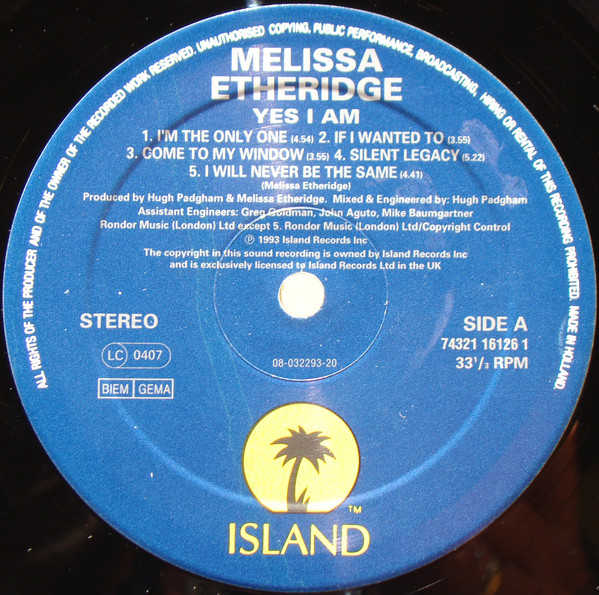 ALL RIGHTS OF THE PRODUCER AND OF THE OWNER OF THE RECORDED WORK RESERVED. UNAUTHORISED COPYING, PUBLIC PERFORMANCE, BROADCASTING, HIRING OR RENTAL OF THIS RECORDING PROHIBITED. MADE IN HOLLAND.
MELISSA
ETHERIDGE
YES I AM
1. I'M THE ONLY ONE (4.54) 2. IF I WANTED TO (3.55)
3. COME TO MY WINDOW (3.55) 4. SILENT LEGACY (5.22)
5. I WILL NEVER BE THE SAME (4.41)
(Melissa Etheridge)
Produced by Hugh Padgham & Melissa Etheridge. Mixed & Engineered by: Hugh Padgham
Assistant Engineers: Greg Goldman, John Aguto, Mike Baumgartner
Rondor Music (London) Ltd except 5. Rondor Music (London) Ltd/Copyright Control
℗ 1993 Island Records Inc
The copyright in this sound recording is owned by Island Records Inc
and is exclusively licensed to Island Records Ltd in the UK
STEREO
SIDE A
74321 16126 1
33¹/₃ RPM
LC 0407
BIEM GEMA
08-032293-20
TM
ISLAND